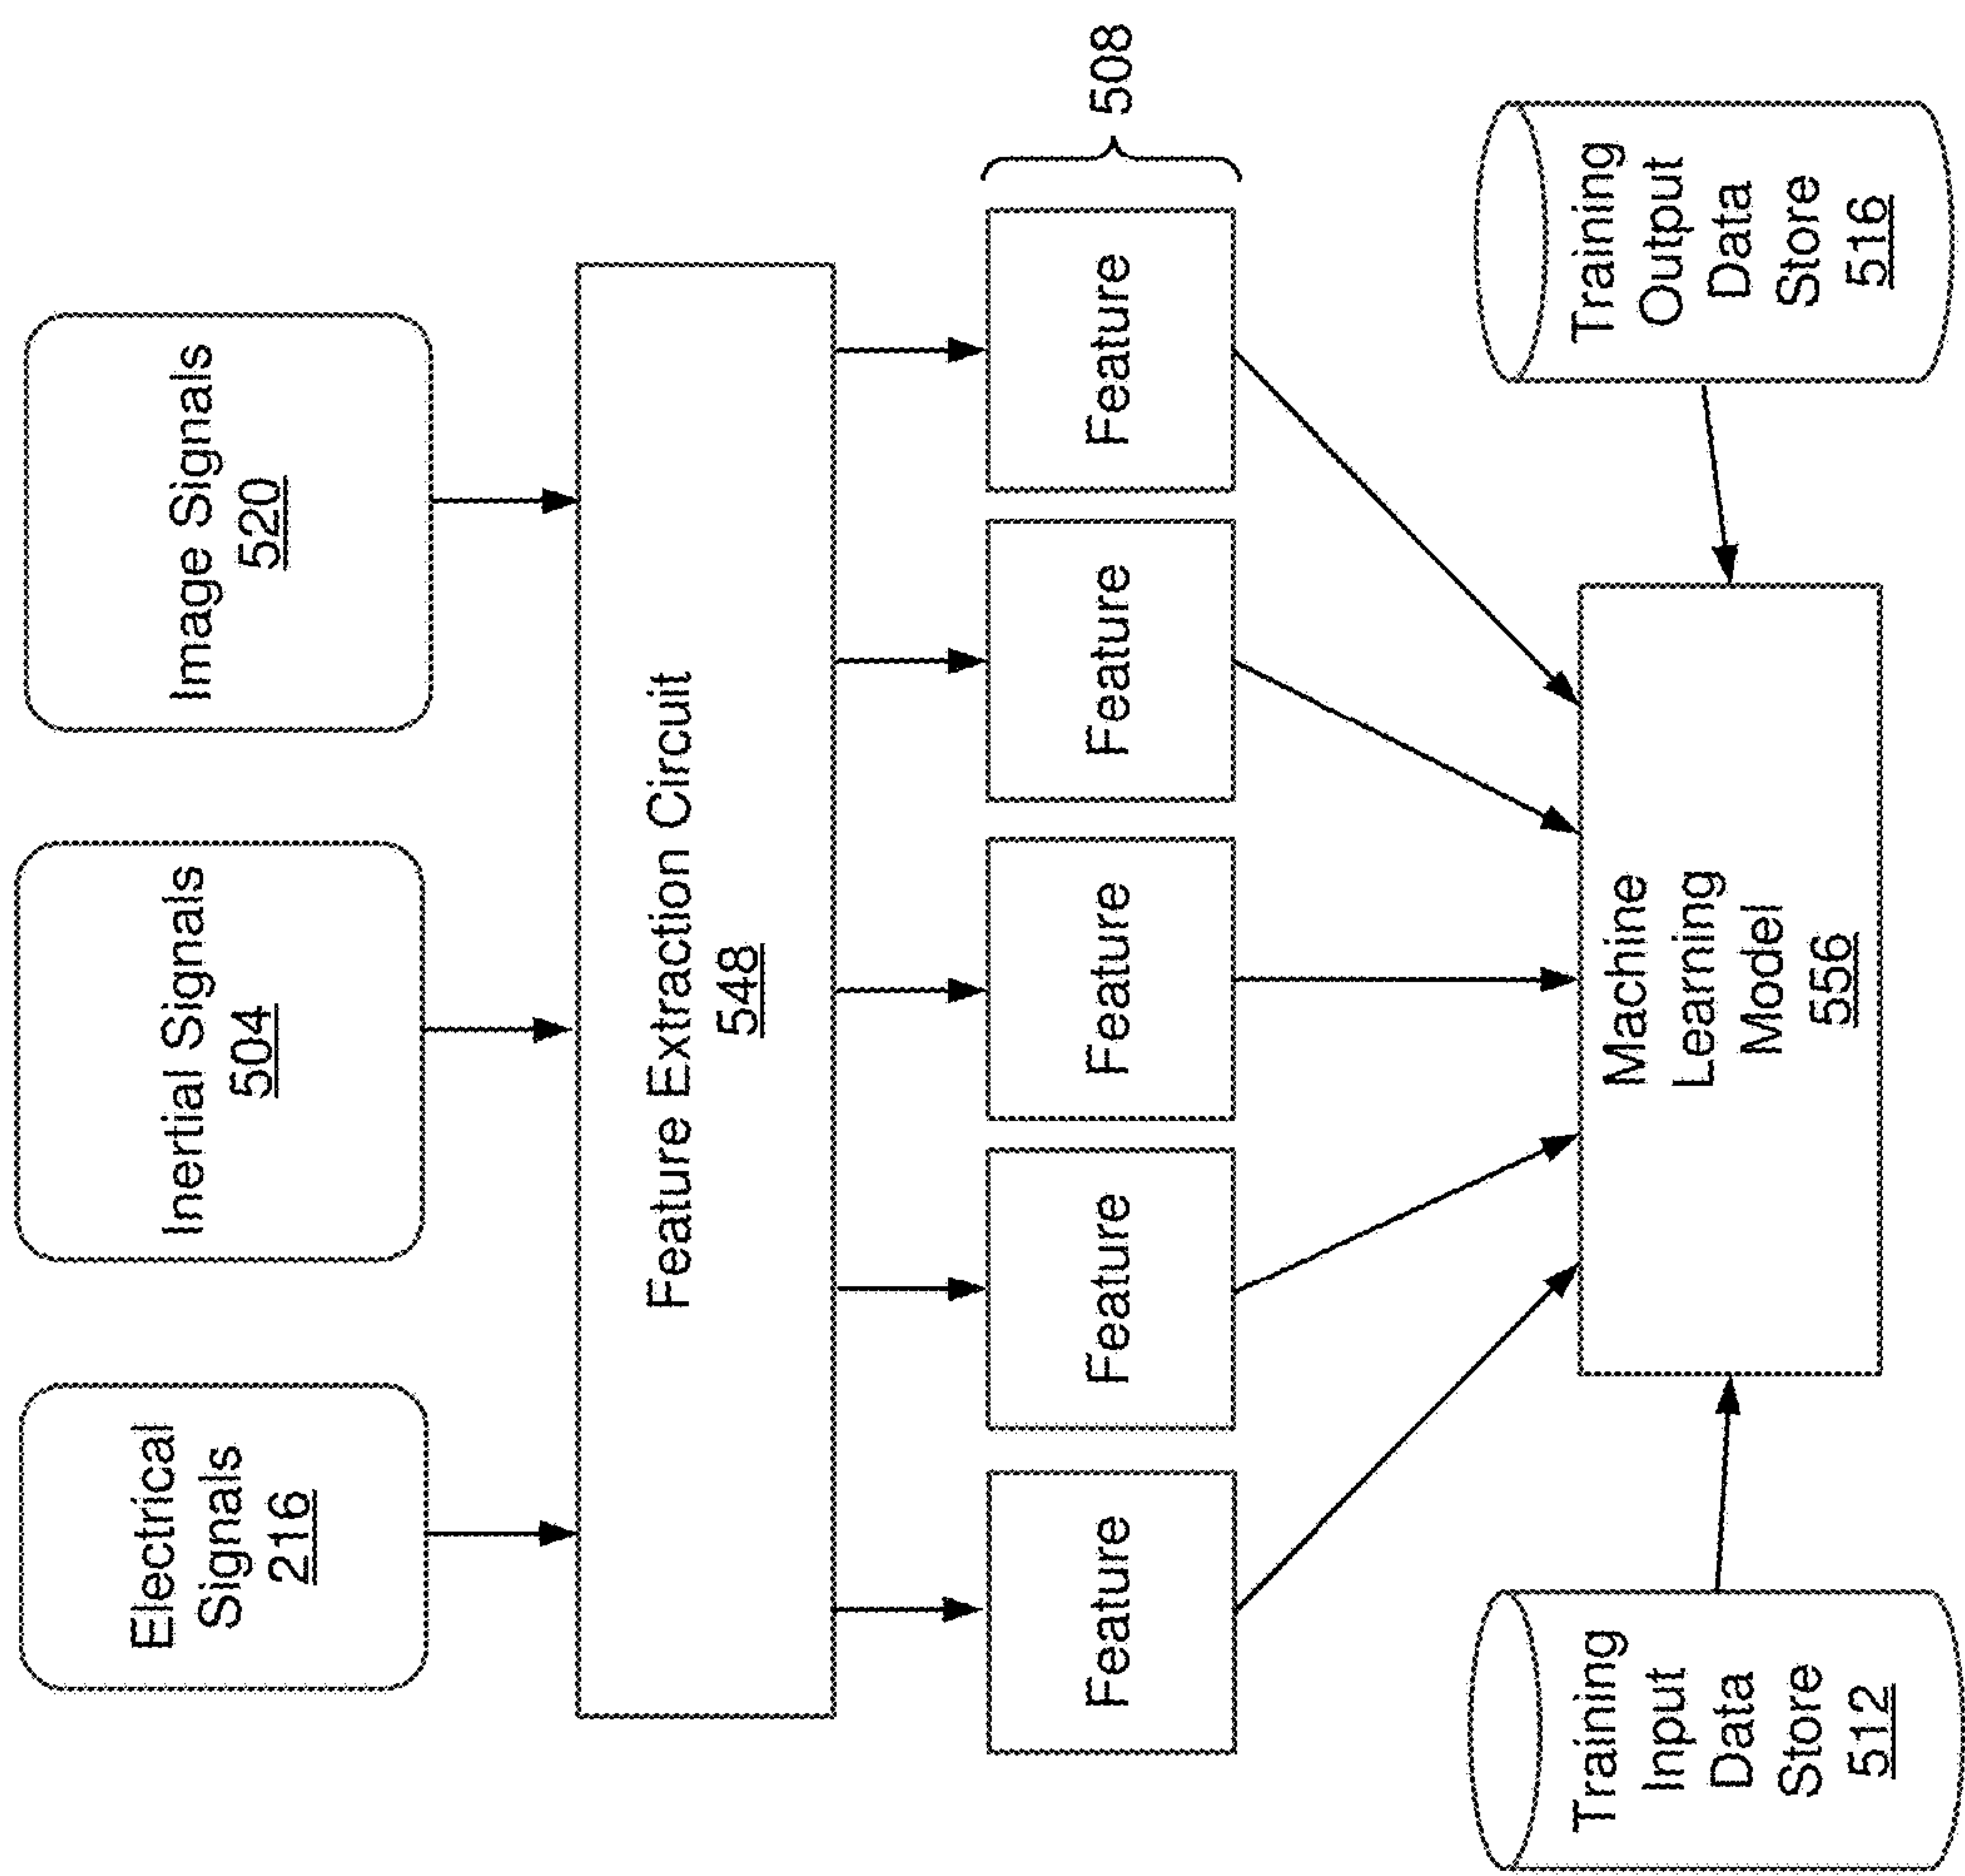 Electrical
Signals
216
Inertial Signals
504
Image Signals
520
Feature Extraction Circuit
548
Feature
Feature
Feature
Feature
Feature
508
Training
Input
Data
Store
512
Machine
Learning
Model
556
Training
Output
Data
Store
516